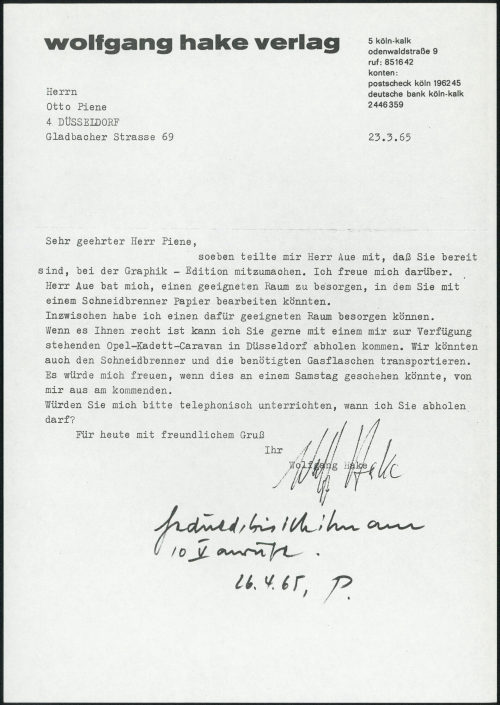 wolfgang hake verlag
5 köln-kalk
odenwaldstraße 9
ruf: 851642
konten:
postscheck köln 196245
deutsche bank köln-kalk
2446359
Herrn
Otto Piene
4 DÜSSELDORF
Gladbacher Strasse 69
23.3.65
Sehr geehrter Herr Piene,
soeben teilte mir Herr Aue mit, daß Sie bereit
sind, bei der Graphik - Edition mitzumachen. Ich freue mich darüber.
Herr Aue bat mich, einen geeigneten Raum zu besorgen, in dem Sie mit
einem Schneidbrenner Papier bearbeiten könnten.
Inzwischen habe ich einen dafür geeigneten Raum besorgen können.
Wenn es Ihnen recht ist kann ich Sie gerne mit einem mir zur Verfügung
stehenden Opel-Kadett-Caravan in Düsseldorf abholen kommen. Wir könnten
auch den Schneidbrenner und die benötigten Gasflaschen transportieren.
Es würde mich freuen, wenn dies an einem Samstag geschehen könnte, von
mir aus am kommenden.
Würden Sie mich bitte telephonisch unterrichten, wann ich Sie abholen
darf?
Für heute mit freundlichem Gruß
Ihr
Wolfgang Hake
Wolfg Hake
bis ich ihn am
10 V anrufe.
26.4.65, P.